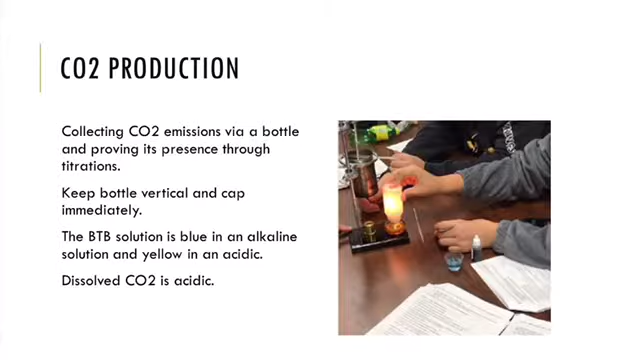 CO2 PRODUCTION
Collecting CO2 emissions via a bottle
and proving its presence through
titrations.
Keep bottle vertical and cap
immediately.
The BTB solution is blue in an alkaline
solution and yellow in an acidic.
Dissolved CO2 is acidic.